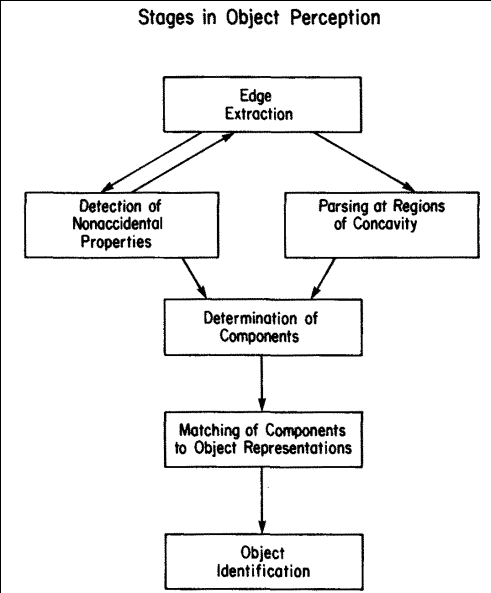 Stages in Object Perception
Edge
Extraction
Detection of
Nonaccidental
Properties
Parsing at Regions
of Concavity
Determination of
Components
Matching of Components
to Object Representations
Object
Identification